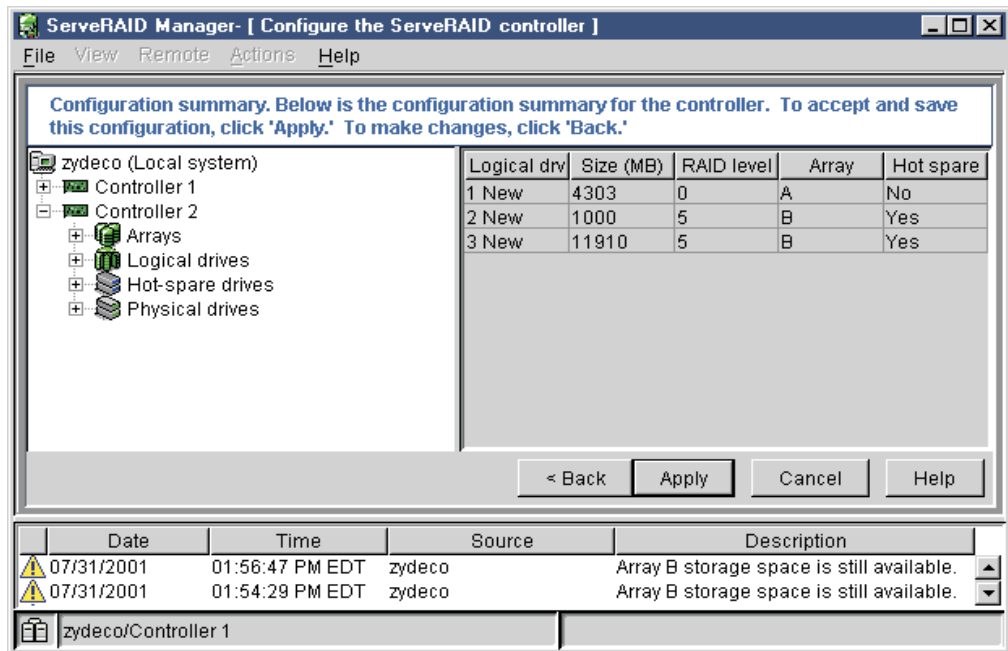 ServeRAID Manager- [ Configure the ServeRAID controller ]
File View Remote Actions Help
Configuration summary. Below is the configuration summary for the controller. To accept and save
this configuration, click 'Apply.' To make changes, click 'Back.'
zydeco (Local system)
Controller 1
Controller 2
Arrays
Logical drives
Hot-spare drives
Physical drives
Logical drv Size (MB) RAID level Array Hot spare
1 New 4303 0 A No
2 New 1000 5 B Yes
3 New 11910 5 B Yes
< Back Apply Cancel Help
Date Time Source Description
07/31/2001 01:56:47 PM EDT zydeco Array B storage space is still available.
07/31/2001 01:54:29 PM EDT zydeco Array B storage space is still available.
zydeco/Controller 1